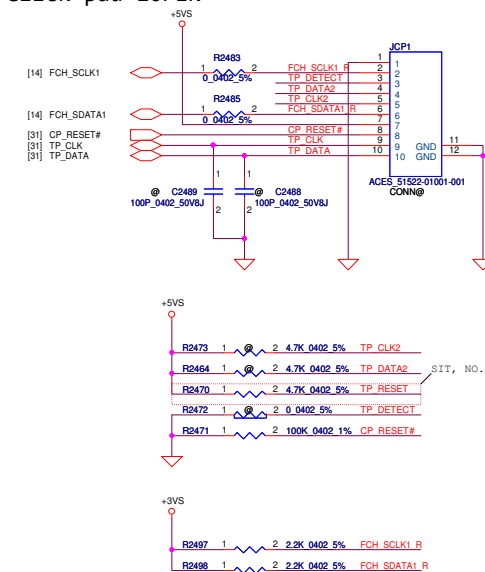 +5VS
JCP1
R2483
1 2 FCH_SCLK1_R
[14] FCH_SCLK1
0_0402_5%
TP_DETECT
TP_DATA2
R2485
TP_CLK2
[14] FCH_SDATA1
1 2 FCH_SDATA1_R
0_0402_5%
[31] CP_RESET#
CP_RESET#
[31] TP_CLK
TP_CLK
[31] TP_DATA
TP_DATA
1 1
2 2
3 3
4 4
5 5
6 6
7 7
8 8
9 9 GND 11
10 10 GND 12
ACES_51522-01001-001
CONN@
1 1
@ C2489 @ C2488
100P_0402_50V8J 100P_0402_50V8J
2 2
+5VS
R2473 1 @ 2 4.7K_0402_5% TP_CLK2
R2464 1 @ 2 4.7K_0402_5% TP_DATA2
SIT, NO.
R2470 1 2 4.7K_0402_5% TP_RESET
R2472 1 @ 2 0_0402_5% TP_DETECT
R2471 1 2 100K_0402_1% CP_RESET#
+3VS
R2497 1 2 2.2K_0402_5% FCH_SCLK1_R
R2498 1 2 2.2K_0402_5% FCH_SDATA1_R